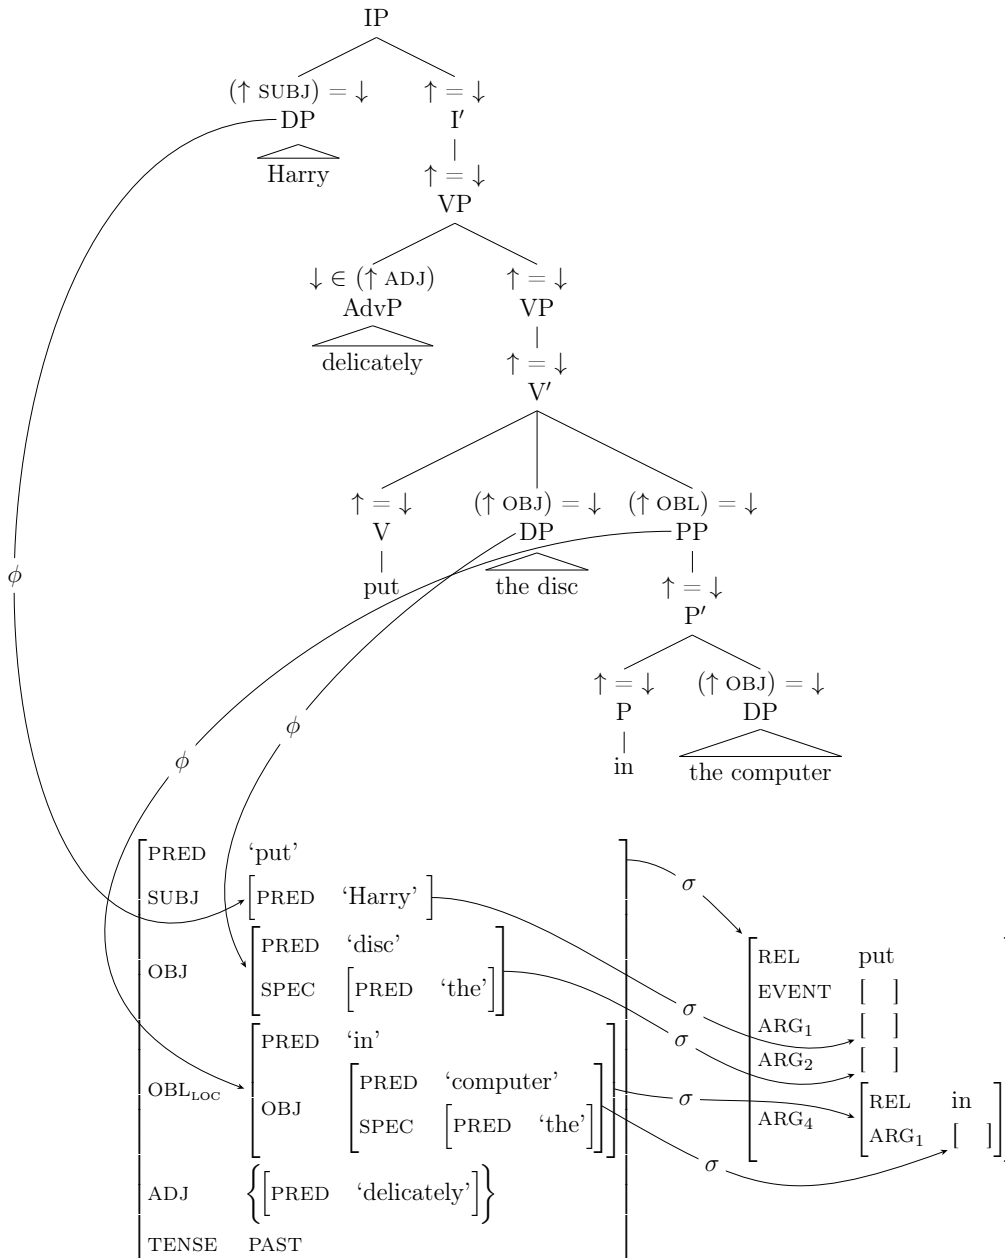 IP
(↑ SUBJ) = ↓ ↑ = ↓
DP I′
Harry
↑ = ↓
VP
↓ ∈ (↑ ADJ) ↑ = ↓
AdvP VP
delicately
↑ = ↓
V′
↑ = ↓ (↑ OBJ) = ↓ (↑ OBL) = ↓
V DP PP
put the disc
↑ = ↓
P′
↑ = ↓ (↑ OBJ) = ↓
P DP
in the computer
ϕ
ϕ
ϕ
PRED ‘put’
SUBJ [PRED ‘Harry’]
OBJ [PRED ‘disc’
SPEC [PRED ‘the’]]
OBL_LOC [PRED ‘in’
OBJ [PRED ‘computer’
SPEC [PRED ‘the’]]]
ADJ {[PRED ‘delicately’]}
TENSE PAST
σ
σ
σ
σ
σ
REL put
EVENT [ ]
ARG₁ [ ]
ARG₂ [ ]
ARG₄ [REL in
ARG₁ [ ]]